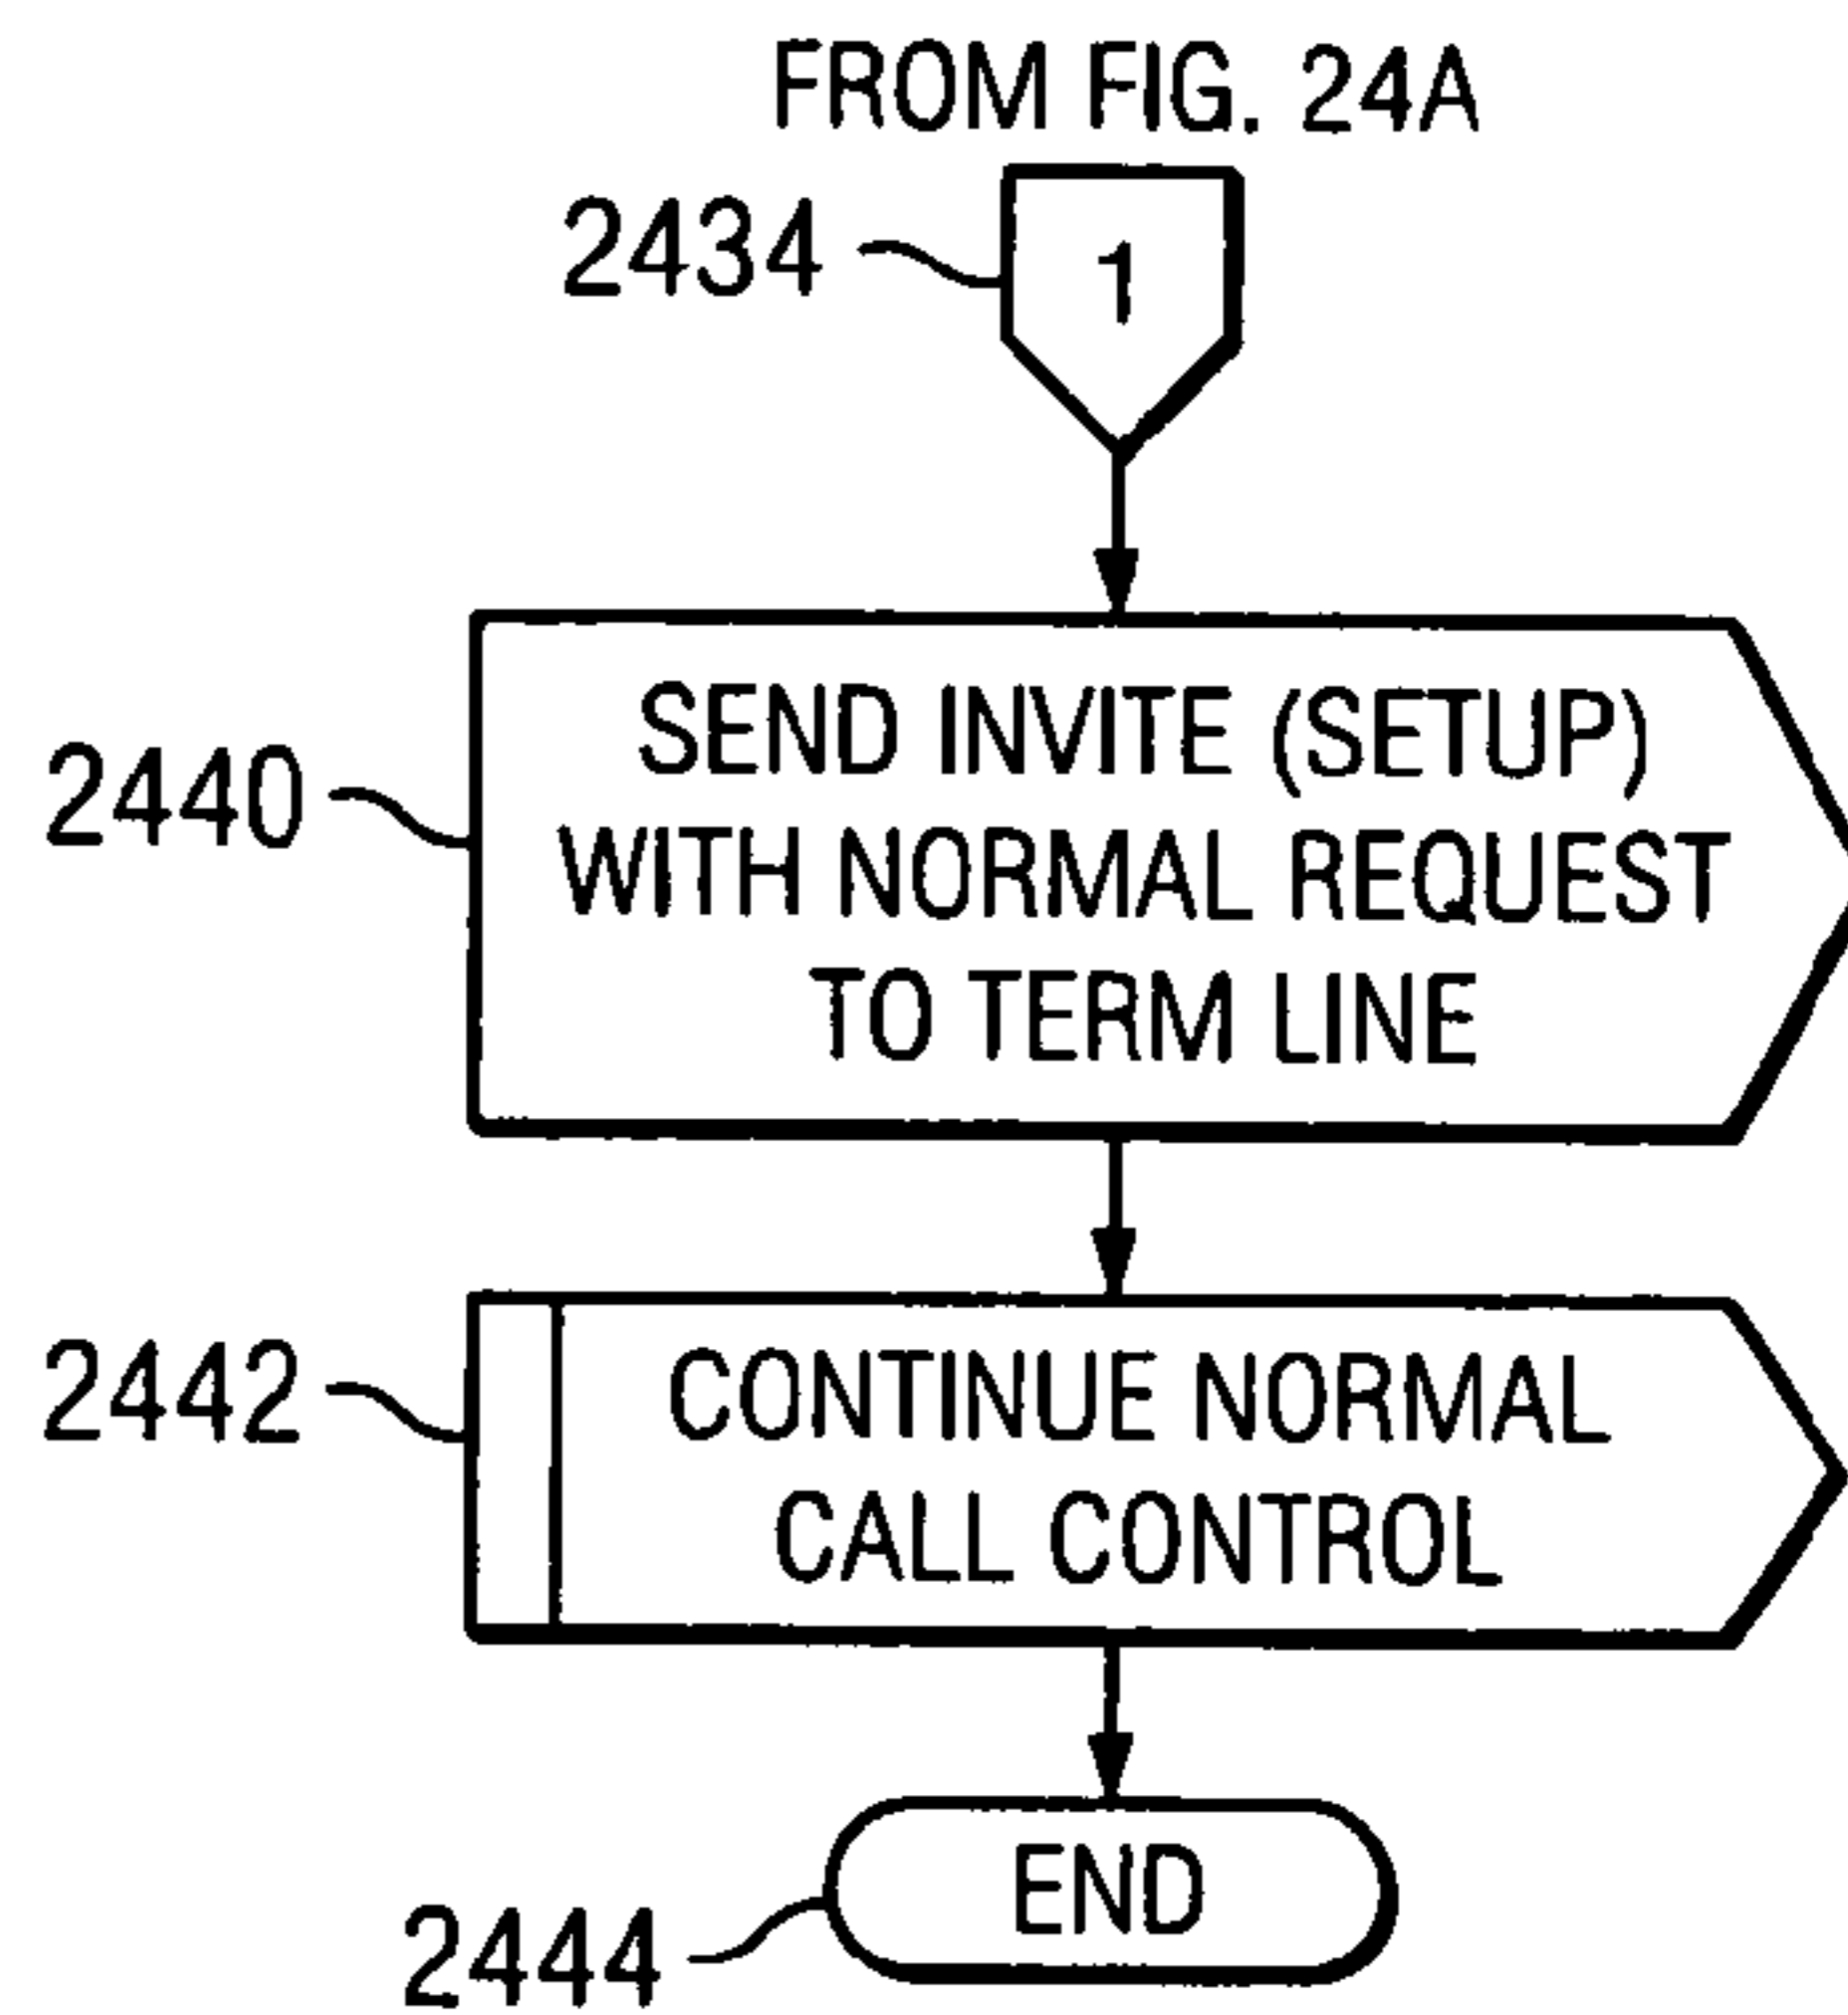 FROM FIG. 24A
2434
1
2440
SEND INVITE (SETUP)
WITH NORMAL REQUEST
TO TERM LINE
2442
CONTINUE NORMAL
CALL CONTROL
END
2444